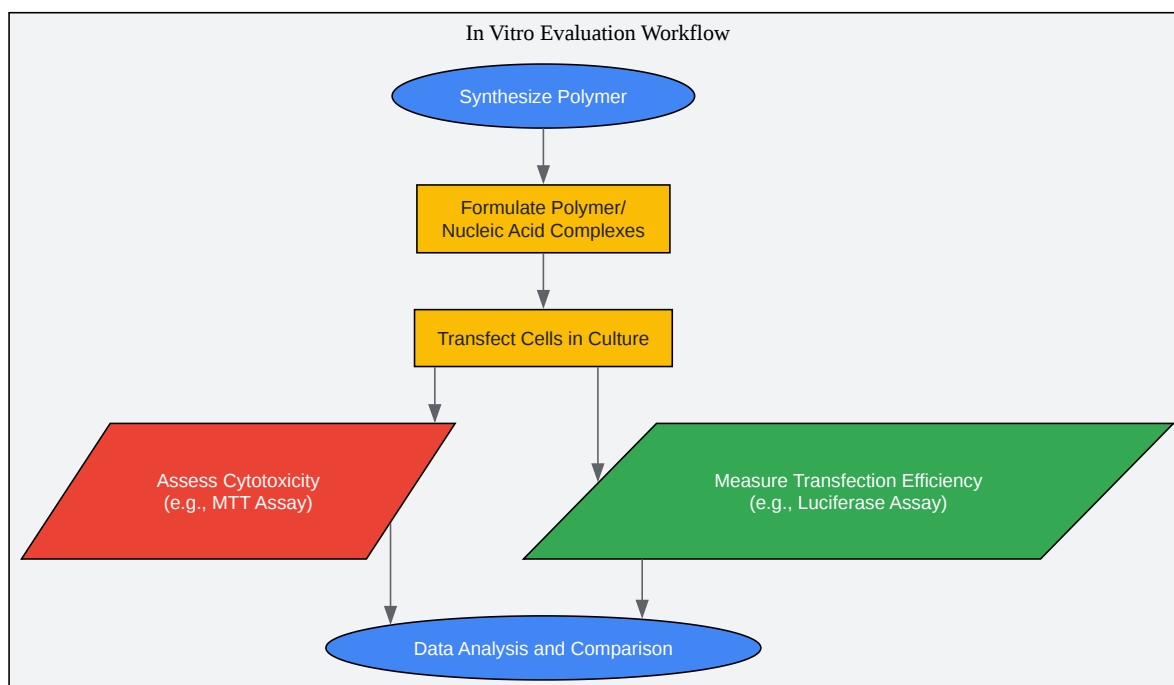 In Vitro Evaluation Workflow
Synthesize Polymer
Formulate Polymer/
Nucleic Acid Complexes
Transfect Cells in Culture
Assess Cytotoxicity
(e.g., MTT Assay)
Measure Transfection Efficiency
(e.g., Luciferase Assay)
Data Analysis and Comparison